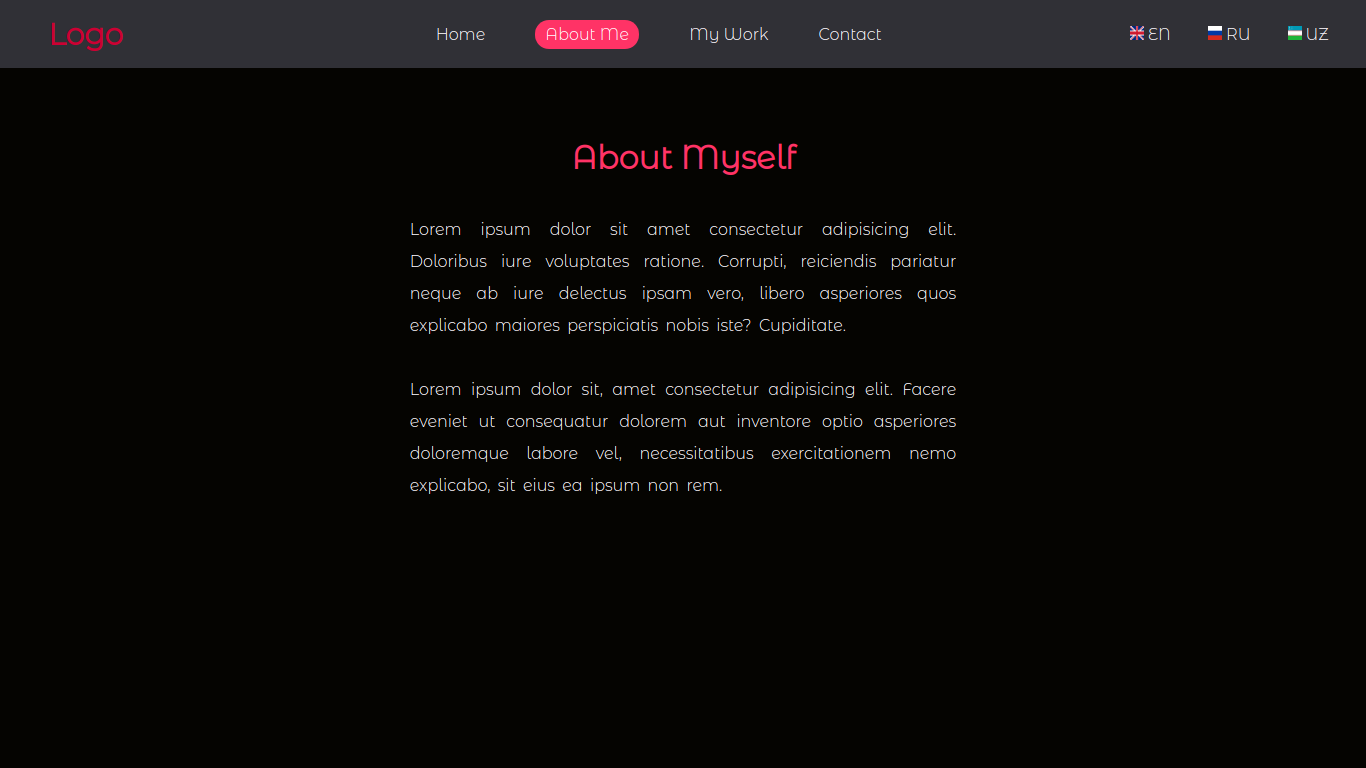 Logo
Home About Me My Work Contact
EN RU UZ
About Myself
Lorem ipsum dolor sit amet consectetur adipisicing elit.
Doloribus iure voluptates ratione. Corrupti, reiciendis pariatur
neque ab iure delectus ipsam vero, libero asperiores quos
explicabo maiores perspiciatis nobis iste? Cupiditate.
Lorem ipsum dolor sit, amet consectetur adipisicing elit. Facere
eveniet ut consequatur dolorem aut inventore optio asperiores
doloremque labore vel, necessitatibus exercitationem nemo
explicabo, sit eius ea ipsum non rem.